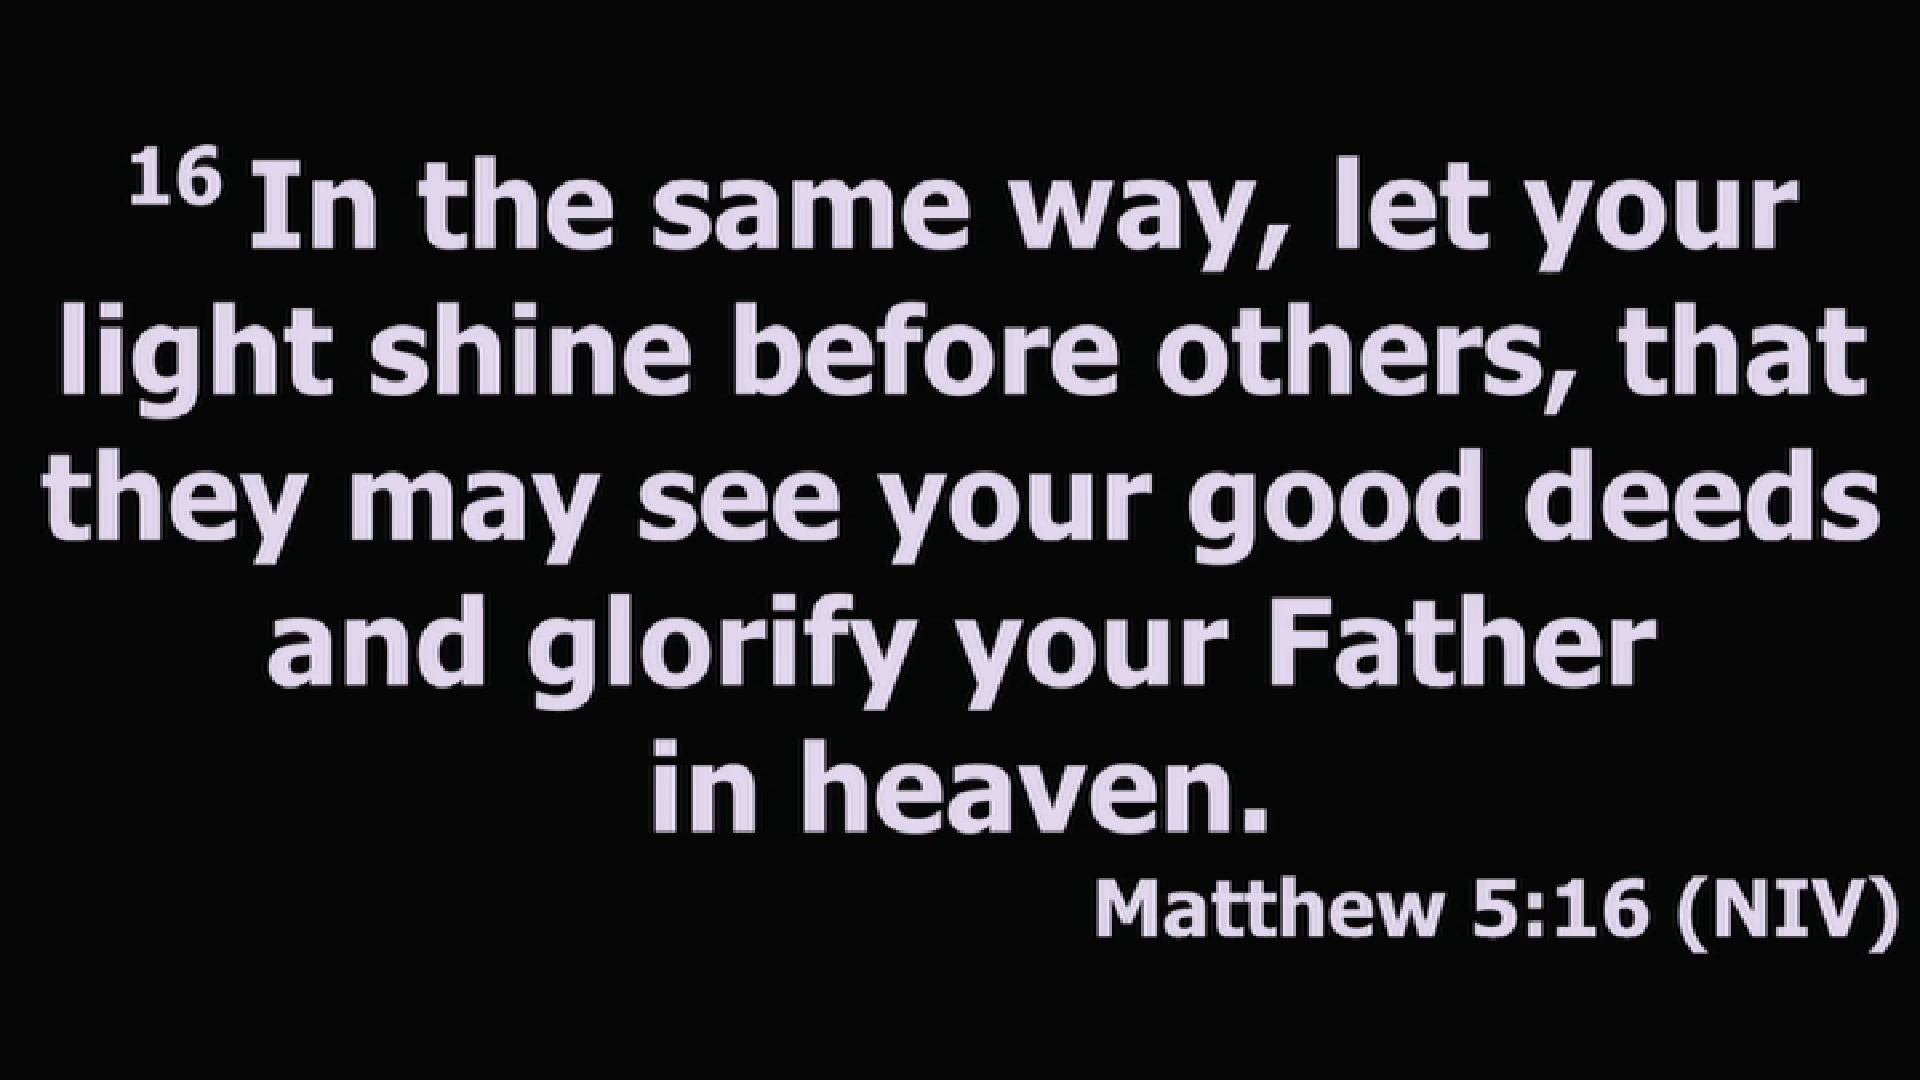 16 In the same way, let your
light shine before others, that
they may see your good deeds
and glorify your Father
in heaven.
Matthew 5:16 (NIV)